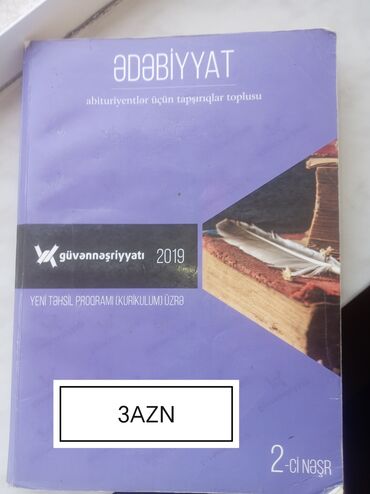 ƏDƏBİYYAT
abituriyentlər üçün tapşırıqlar toplusu
güvənnəşriyyatı 2019
YENİ TƏHSİL PROQRAMI (KURİKULUM) ÜZRƏ
3AZN
2-Cİ NƏŞR